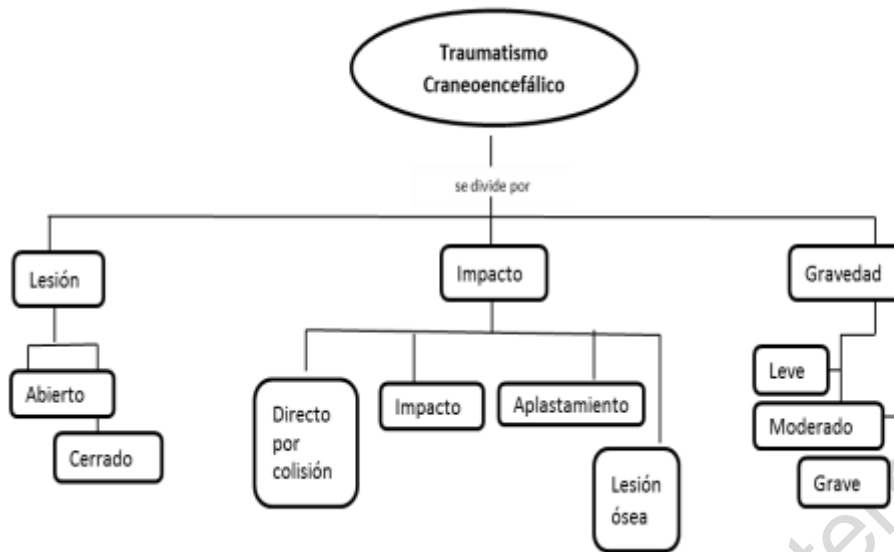 Traumatismo
Craneoencefálico
se divide por
Lesión
Impacto
Gravedad
Abierto
Cerrado
Directo
por
colisión
Impacto
Aplastamiento
Lesión
ósea
Leve
Moderado
Grave